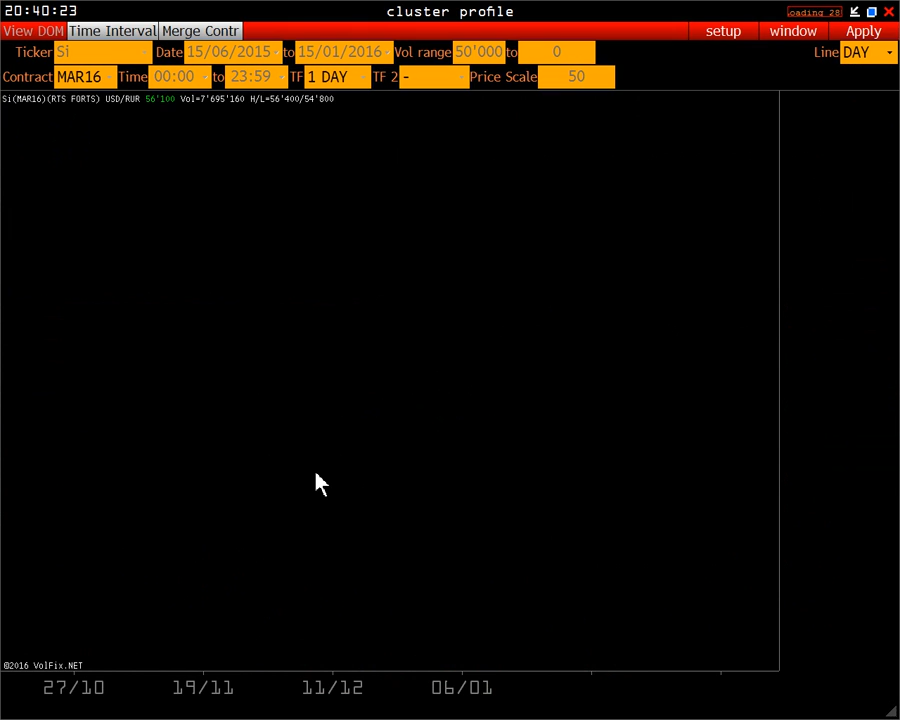 20:40:23 cluster profile Loading 28
View DOM Time Interval Merge Contr setup window Apply
Ticker Si Date 15/06/2015 to 15/01/2016 Vol range 50'000 to 0 Line DAY
Contract MAR16 Time 00:00 to 23:59 TF 1 DAY TF 2 - Price Scale 50
Si(MAR16)(RTS FORTS) USD/RUR 56'100 Vol=7'695'160 H/L=56'400/54'800
©2016 VolFix.NET
27/10 19/11 11/12 06/01